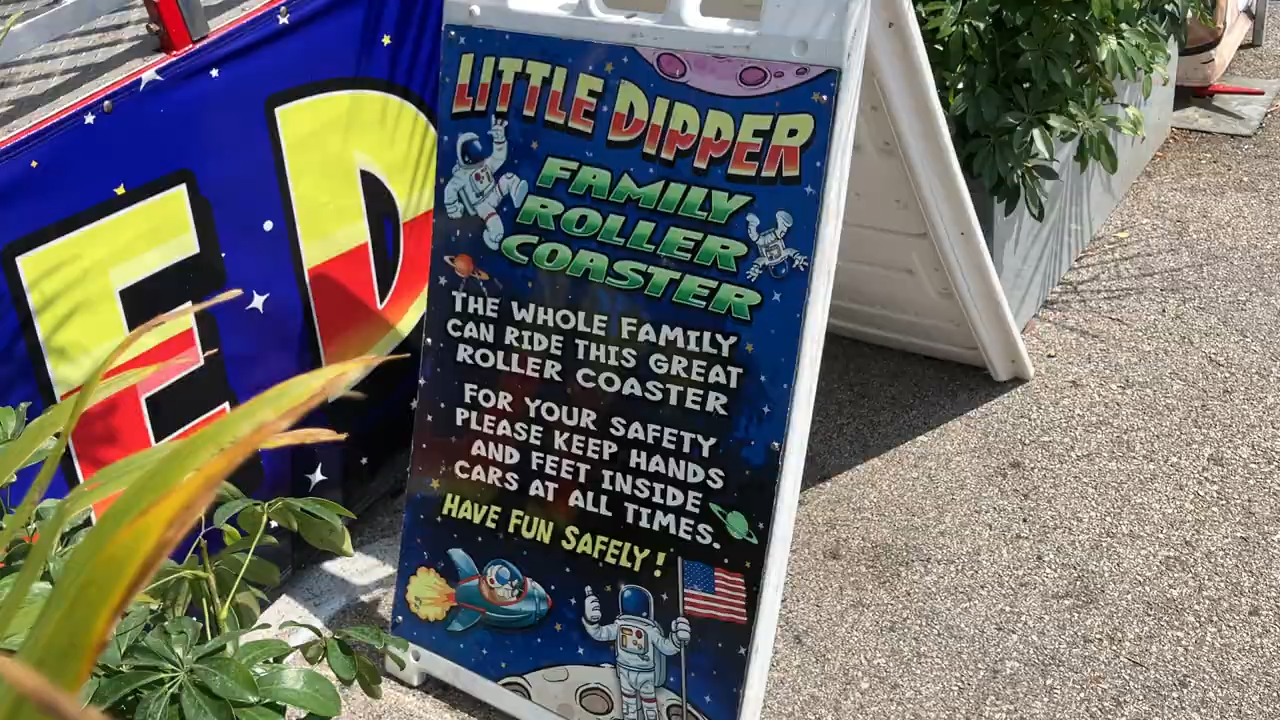 ED
LITTLE DIPPER
FAMILY
ROLLER
COASTER
THE WHOLE FAMILY
CAN RIDE THIS GREAT
ROLLER COASTER
FOR YOUR SAFETY
PLEASE KEEP HANDS
AND FEET INSIDE
CARS AT ALL TIMES.
HAVE FUN SAFELY!